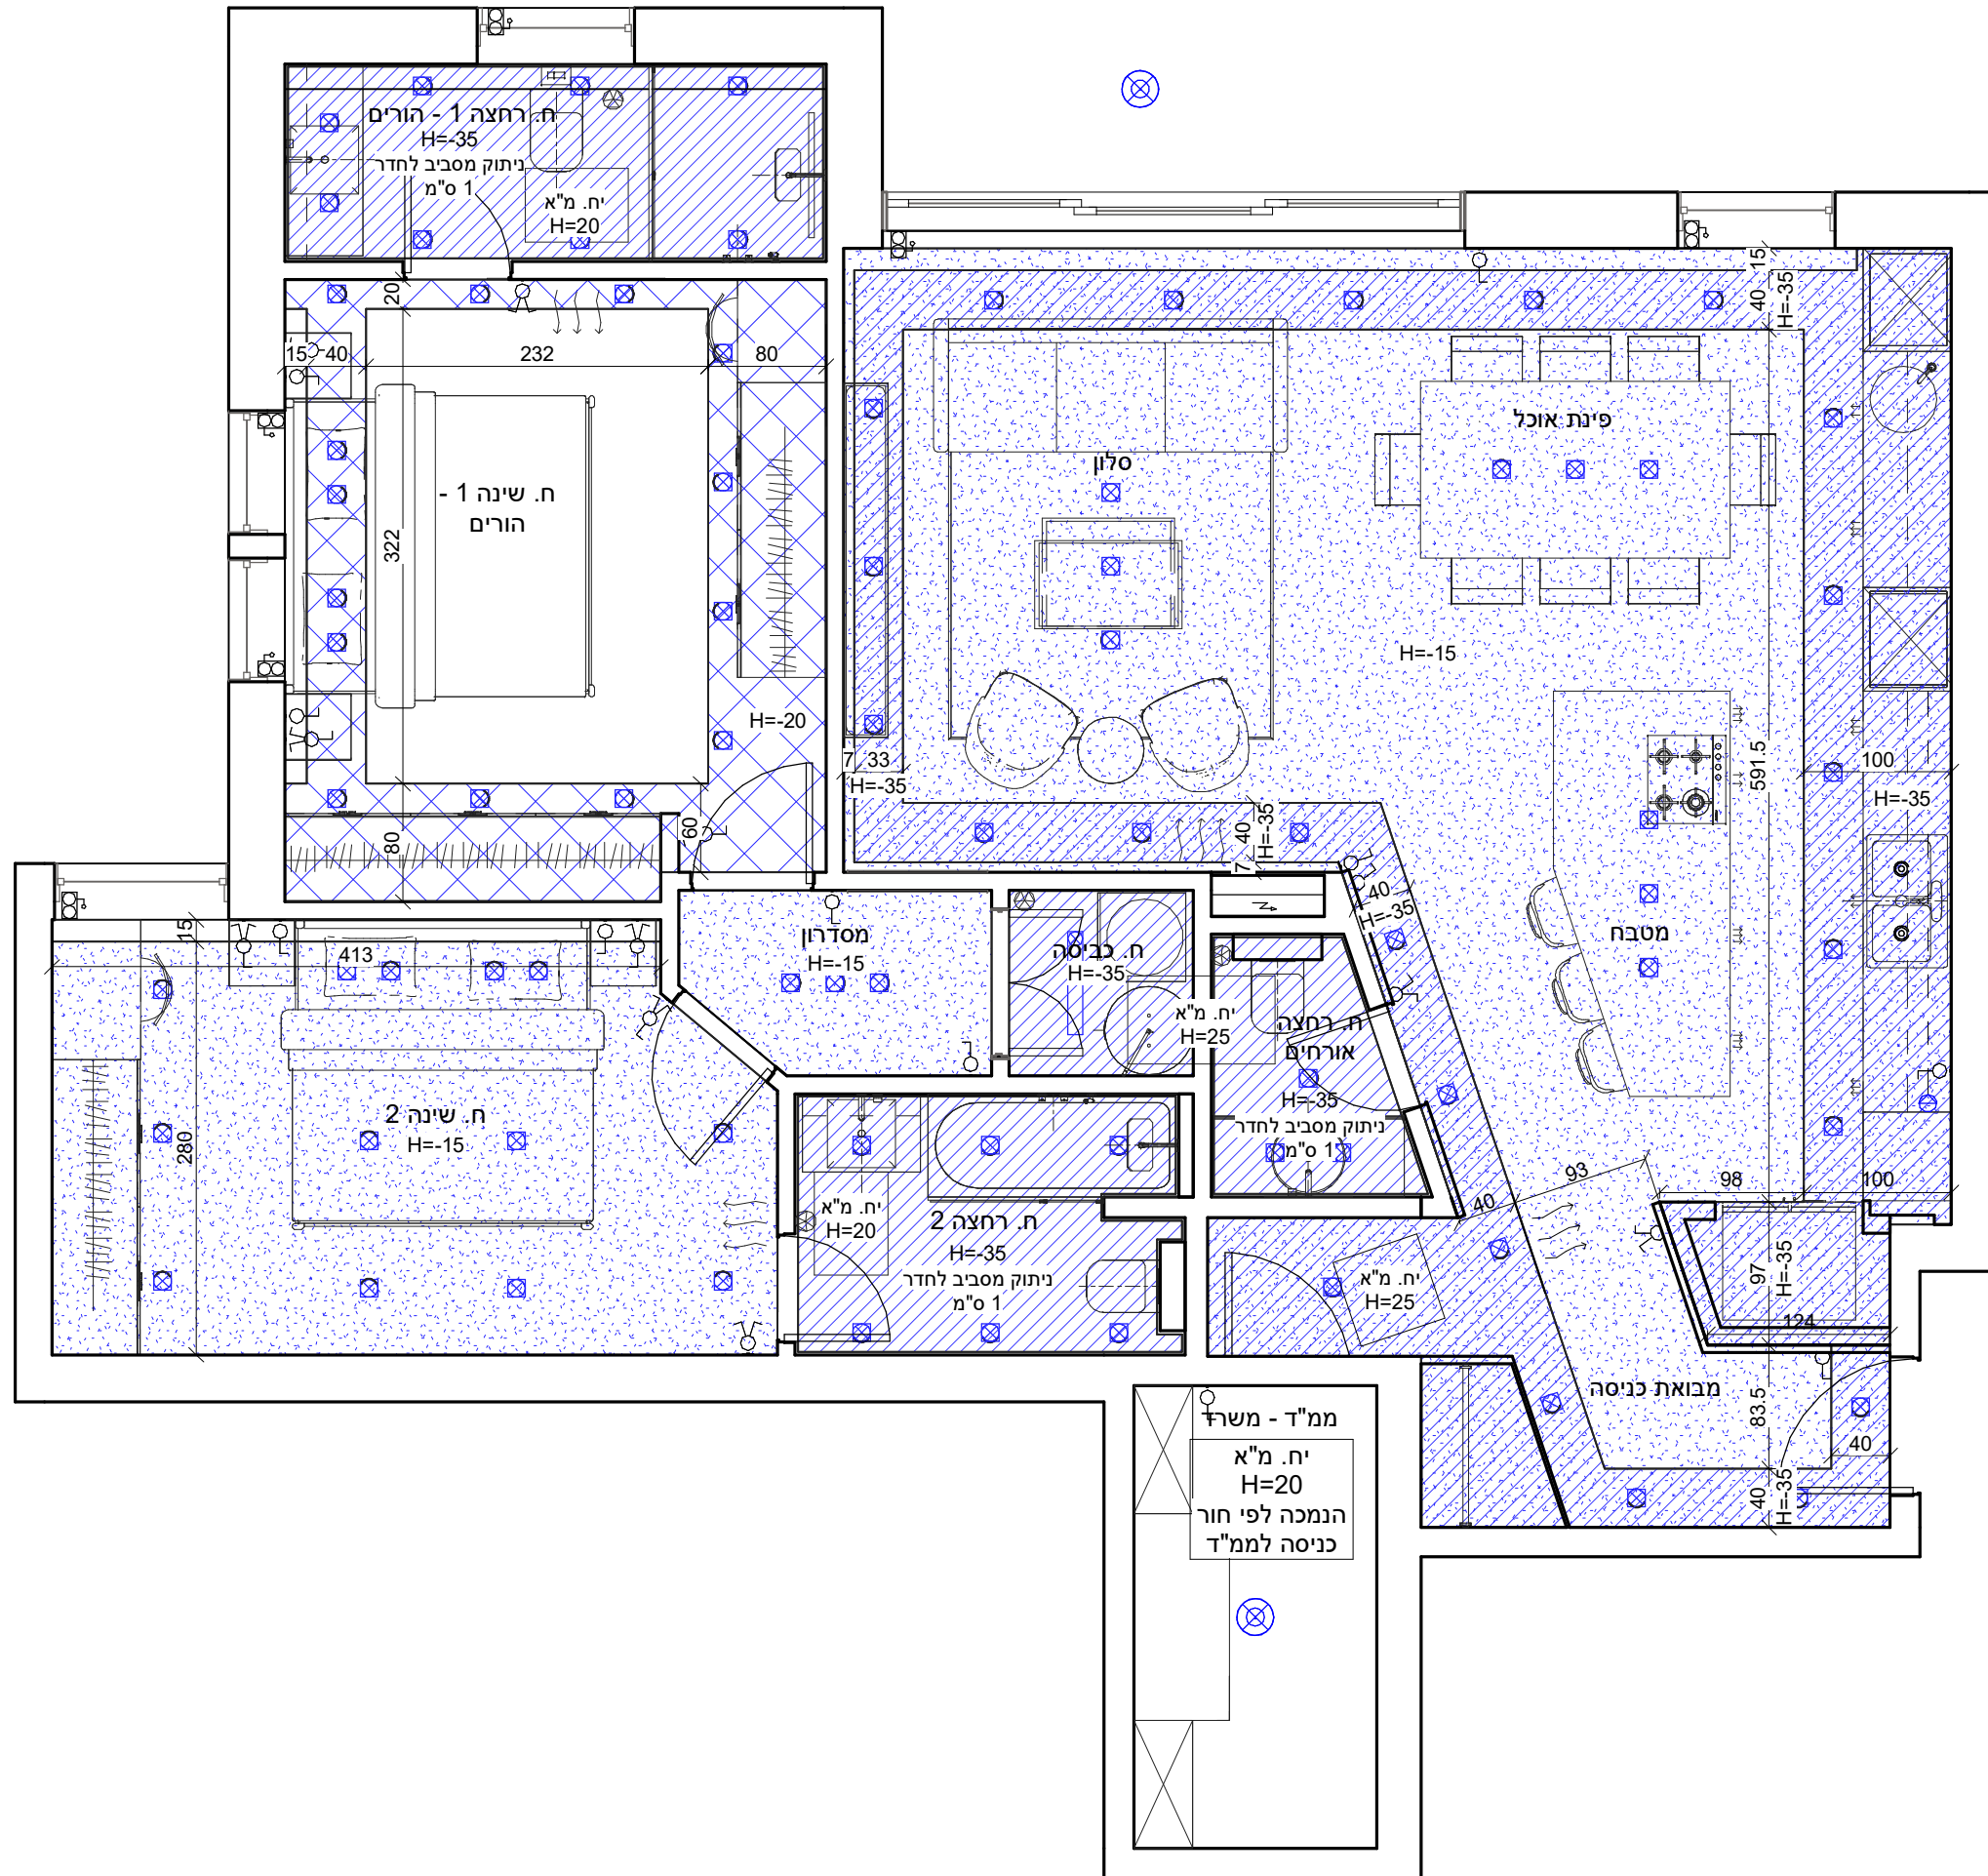 ח. רחצה 1 - הורים
H=-35
ניתוק מסביב לחדר
1 ס"מ
יח. מ"א
H=20
20
15
40
232
80
ח. שינה 1 -
הורים
322
H=-20
60
80
15
40
H=-35
פינת אוכל
סלון
H=-15
591.5
100
H=-35
7
33
H=-35
40
H=-35
7
40
H=-35
מטבח
15
413
280
ח. שינה 2
H=-15
מסדרון
H=-15
ח. כביסה
H=-35
יח. מ"א
H=25
ח. רחצה
אורחים
H=-35
ניתוק מסביב לחדר
1 ס"מ
יח. מ"א
H=20
ח. רחצה 2
H=-35
ניתוק מסביב לחדר
1 ס"מ
40
93
98
100
יח. מ"א
H=25
97
H=-35
124
מבואת כניסה
83.5
40
40
H=-35
ממ"ד - משרד
יח. מ"א
H=20
הנמכה לפי חור
כניסה לממ"ד